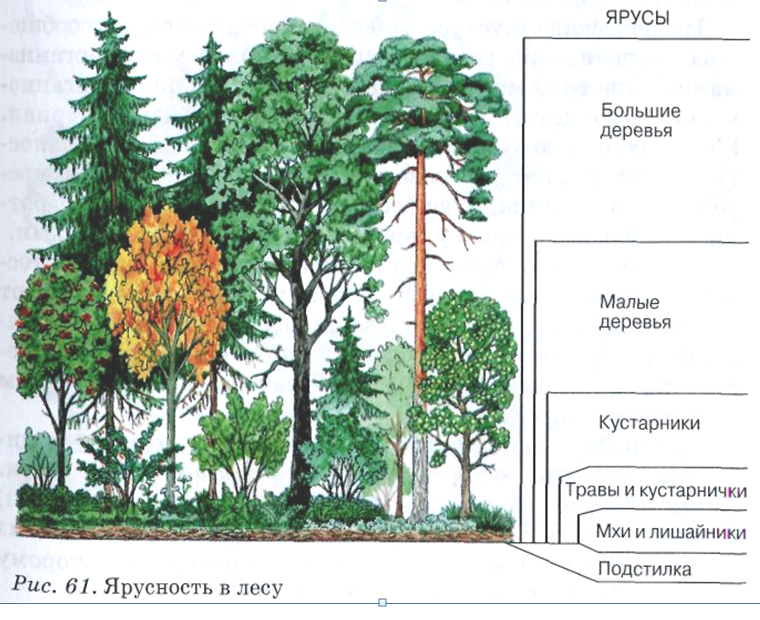 ЯРУСЫ
Большие
деревья
Малые
деревья
Кустарники
Травы и кустарнички
Мхи и лишайники
Подстилка
Рис. 61. Ярусность в лесу